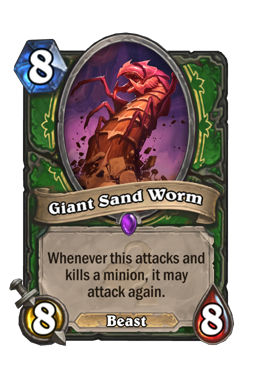 8
Giant Sand Worm
Whenever this attacks and
kills a minion, it may
attack again.
8
Beast
8